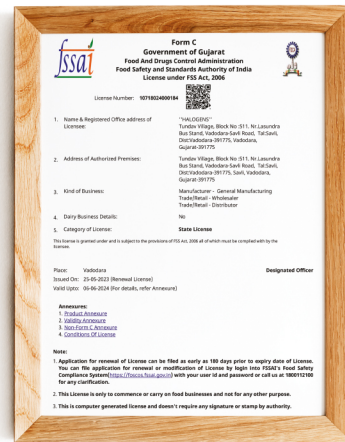 fssai
Form C
Government of Gujarat
Food And Drugs Control Administration
Food Safety and Standards Authority of India
License under FSS Act, 2006
License Number: 10718024000184
1. Name & Registered Office address of
Licensee:
"HALOGENS"
Tundav Village, Block No :511, Nr.Lasundra
Bus Stand, Vadodara-Savli Road, Tal:Savli,
Dist:Vadodara-391775, Vadodara,
Gujarat-391775
2. Address of Authorized Premises:
Tundav Village, Block No :511, Nr.Lasundra
Bus Stand, Vadodara-Savli Road, Tal:Savli,
Dist:Vadodara-391775, Savli, Vadodara,
Gujarat-391775
3. Kind of Business:
Manufacturer - General Manufacturing
Trade/Retail - Wholesaler
Trade/Retail - Distributor
4. Dairy Business Details:
No
5. Category of License:
State License
This license is granted under and is subject to the provisions of FSS Act, 2006 all of which must be complied with by the
licensee.
Place: Vadodara
Designated Officer
Issued On: 25-05-2023 (Renewal License)
Valid Upto: 06-06-2024 (For details, refer Annexure)
Annexures:
1. Product Annexure
2. Validity Annexure
3. Non-Form C Annexure
4. Conditions Of License
Note:
1. Application for renewal of License can be filed as early as 180 days prior to expiry date of License.
You can file application for renewal or modification of License by login into FSSAI's Food Safety
Compliance System(https://foscos.fssai.gov.in) with your user id and password or call us at 1800112100
for any clarification.
2. This License is only to commence or carry on food businesses and not for any other purpose.
3. This is computer generated license and doesn't require any signature or stamp by authority.